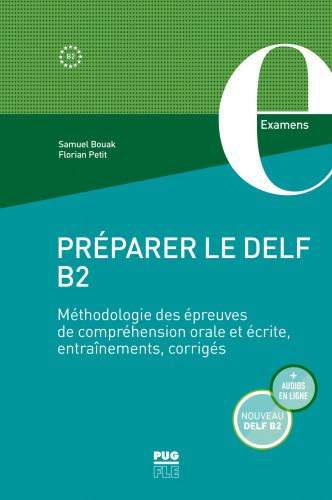 B2
e
Examens
Samuel Bouak
Florian Petit
PRÉPARER LE DELF
B2
Méthodologie des épreuves
de compréhension orale et écrite,
entraînements, corrigés
+
AUDIOS
EN LIGNE
NOUVEAU
DELF B2
PUG
FLE